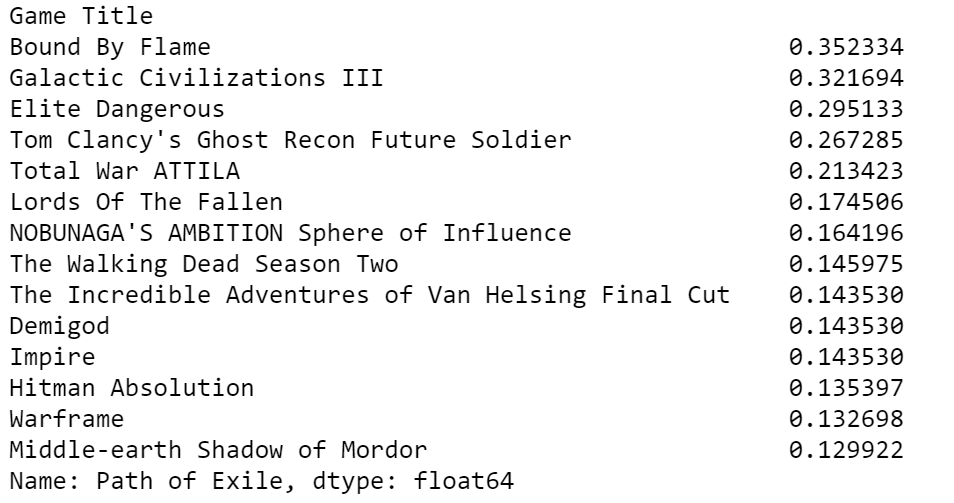 Game Title
Bound By Flame 0.352334
Galactic Civilizations III 0.321694
Elite Dangerous 0.295133
Tom Clancy's Ghost Recon Future Soldier 0.267285
Total War ATTILA 0.213423
Lords Of The Fallen 0.174506
NOBUNAGA'S AMBITION Sphere of Influence 0.164196
The Walking Dead Season Two 0.145975
The Incredible Adventures of Van Helsing Final Cut 0.143530
Demigod 0.143530
Impire 0.143530
Hitman Absolution 0.135397
Warframe 0.132698
Middle-earth Shadow of Mordor 0.129922
Name: Path of Exile, dtype: float64